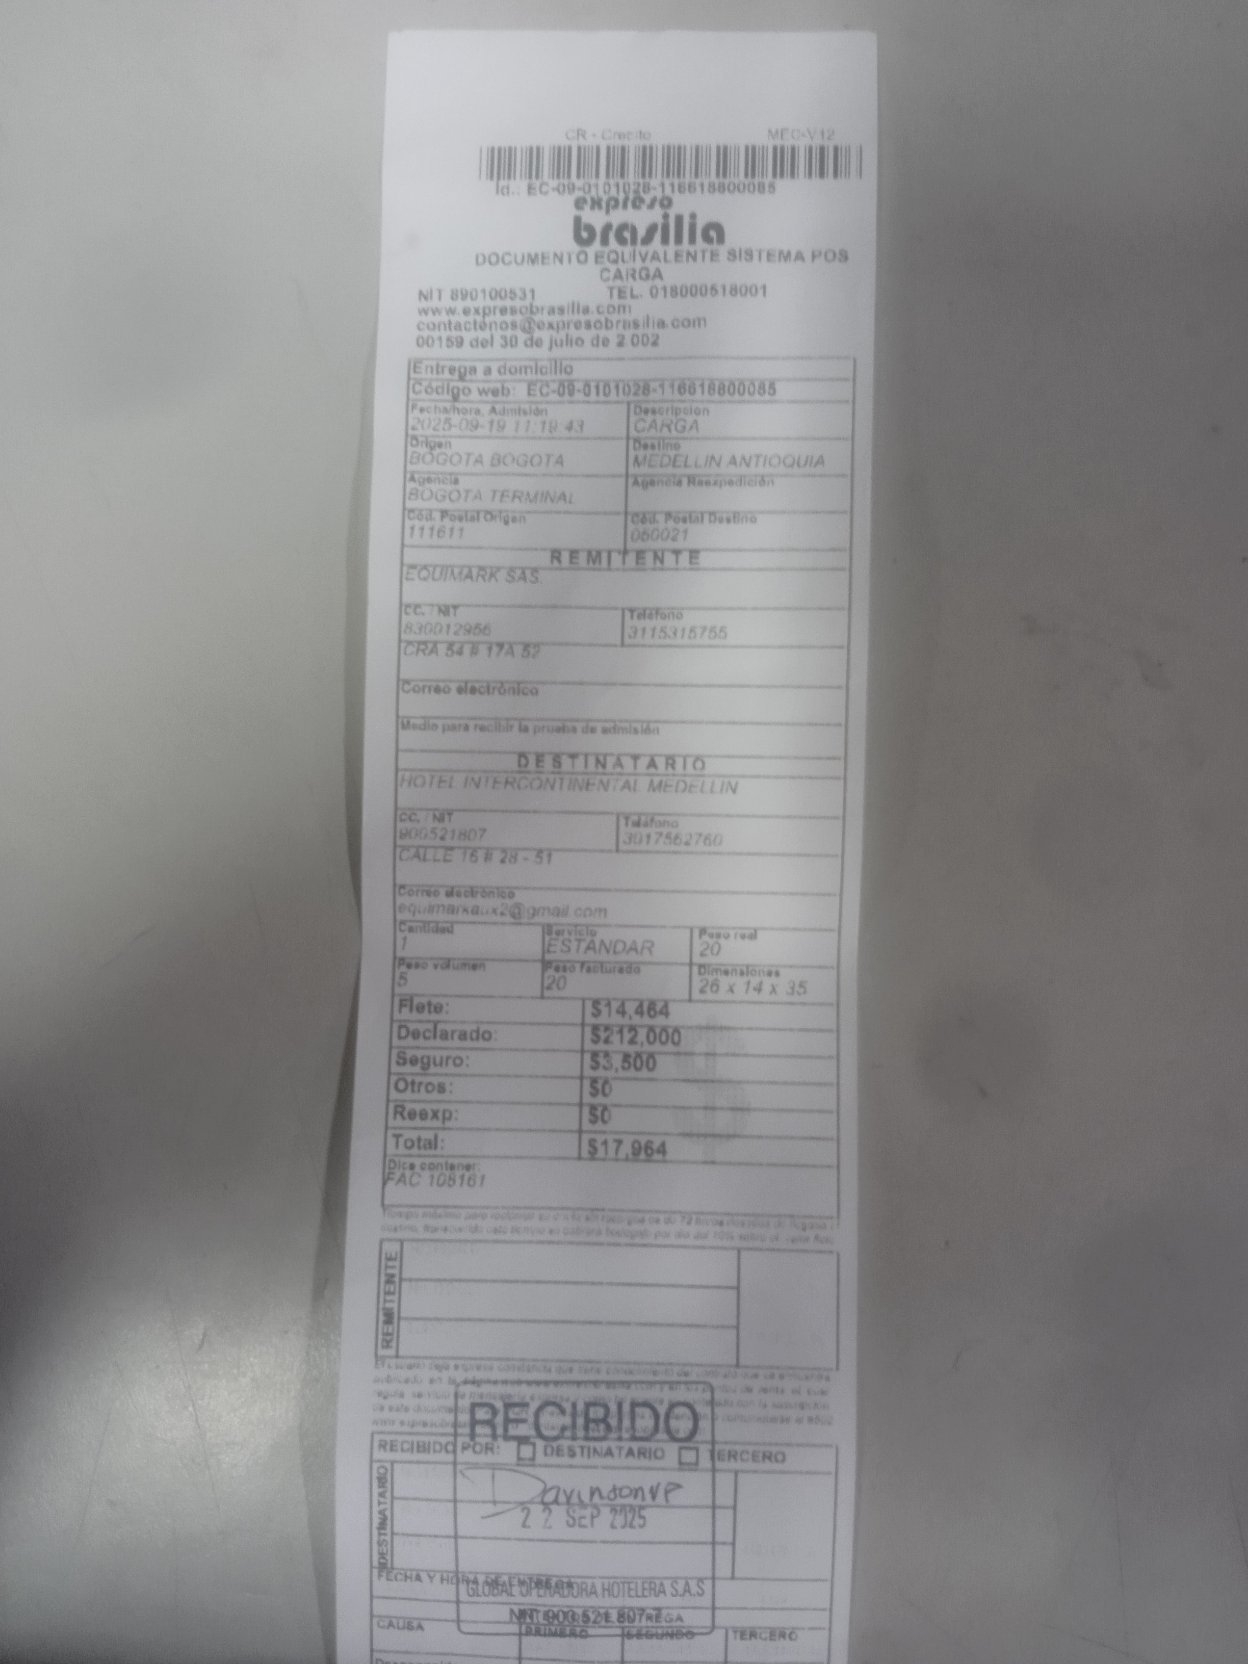 CR - Credito MEC-V12
Id.: EC-09-0101028-116618800085
expreso
brasilia
DOCUMENTO EQUIVALENTE SISTEMA POS
CARGA
NIT 890100531 TEL. 018000518001
www.expresobrasilia.com
contactenos@expresobrasilia.com
00159 del 30 de julio de 2 002
Entrega a domicilio
Código web: EC-09-0101028-116618800085
Fecha/hora, Admisión Descripcion
2025-09-19 11:19:43 CARGA
Origen Destino
BOGOTA BOGOTA MEDELLIN ANTIOQUIA
Agencia Agencia Reexpedición
BOGOTA TERMINAL
Cód. Postal Origen Cód. Postal Destino
111611 050021
REMITENTE
EQUIMARK SAS.
CC. / NIT Teléfono
830012956 3115315755
CRA 54 # 17A 52
Correo electrónico
Medio para recibir la prueba de admisión
DESTINATARIO
HOTEL INTERCONTINENTAL MEDELLIN
CC. / NIT Teléfono
900521807 3017562760
CALLE 16 # 28 - 51
Correo electrónico
equimarkaux2@gmail.com
Cantidad Servicio Peso real
1 ESTANDAR 20
Peso volumen Peso facturado Dimensiones
5 20 26 x 14 x 35
Flete: $14,464
Declarado: $212,000
Seguro: $3,500
Otros: $0
Reexp: $0
Total: $17,964
Dice contener:
FAC 108161
REMITENTE
RECIBIDO
RECIBIDO POR: DESTINATARIO TERCERO
DESTINATARIO
Davinson VP
22 SEP 2025
FECHA Y HORA DE ENTREGA
GLOBAL OPERADORA HOTELERA S.A.S
NIT. 900.521.807-7
CAUSA PRIMERO SEGUNDO TERCERO